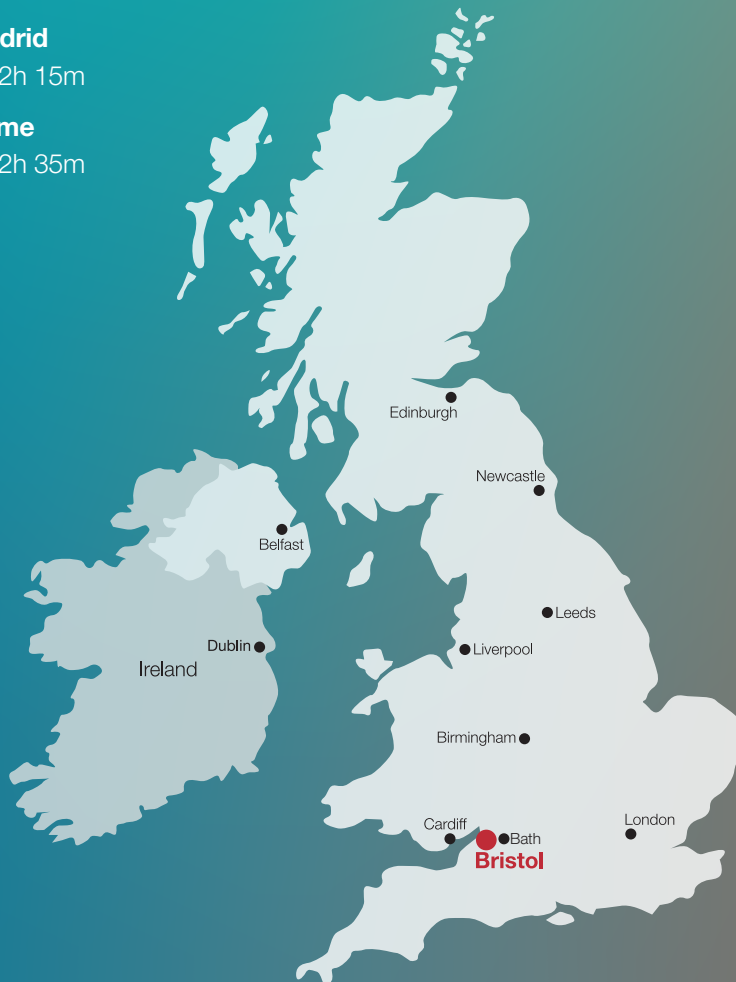 drid
2h 15m
me
2h 35m
Edinburgh
Newcastle
Belfast
Leeds
Dublin
Liverpool
Ireland
Birmingham
Cardiff
London
Bath
Bristol